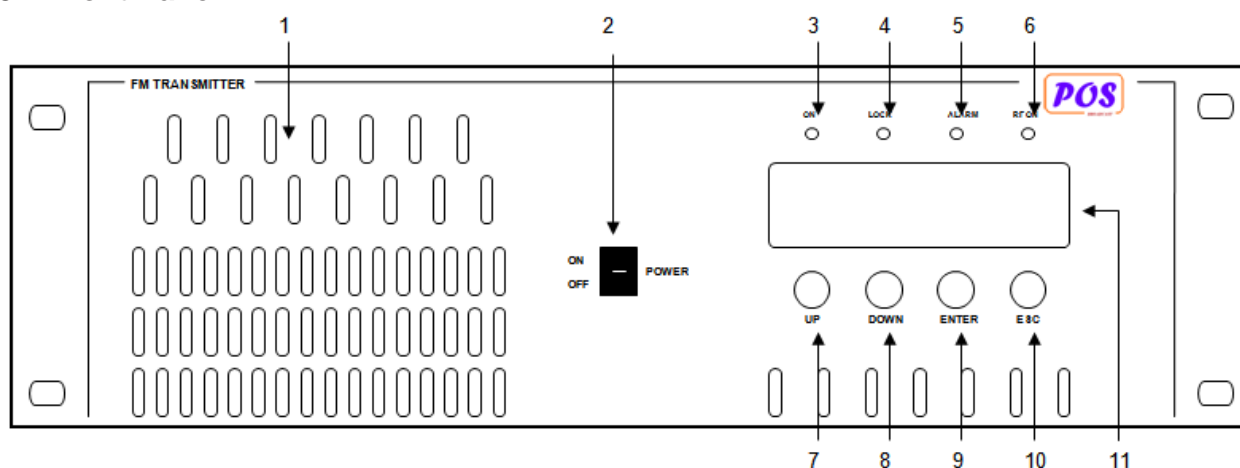 1 2 3 4 5 6
FM TRANSMITTER
POS
ON LOCK ALARM RF ON
ON
OFF
POWER
UP DOWN ENTER ESC
7 8 9 10 11